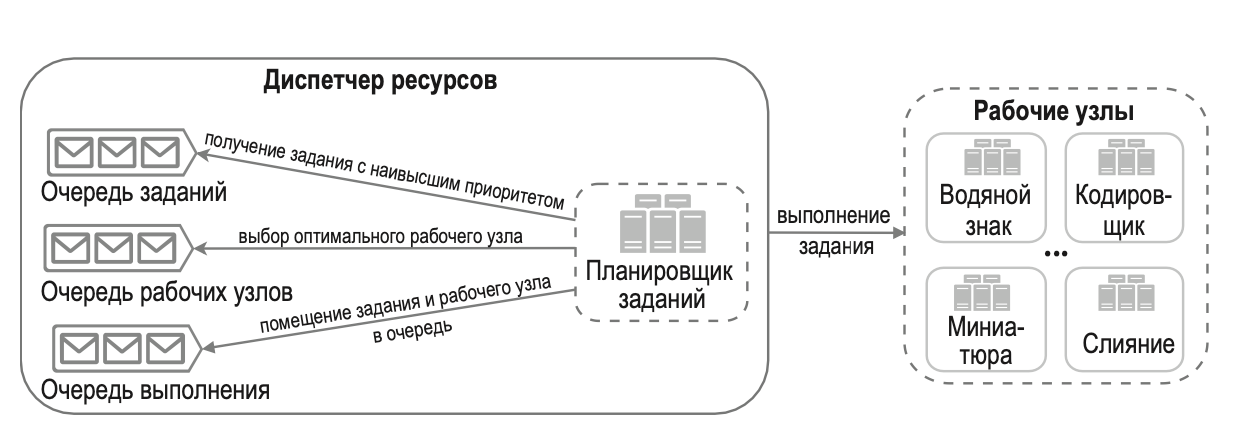 Диспетчер ресурсов
получение задания с наивысшим приоритетом
Очередь заданий
выбор оптимального рабочего узла
Очередь рабочих узлов
помещение задания и рабочего узла
в очередь
Очередь выполнения
Планировщик
заданий
выполнение
задания
Рабочие узлы
Водяной
знак
Кодиров-
щик
...
Миниа-
тюра
Слияние